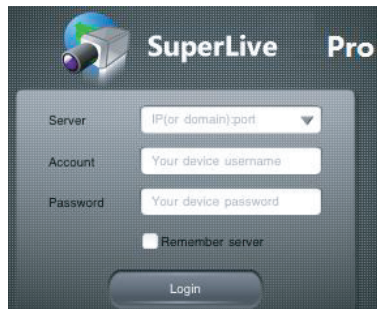 SuperLive Pro
Server IP(or domain):port
Account Your device username
Password Your device password
Remember server
Login